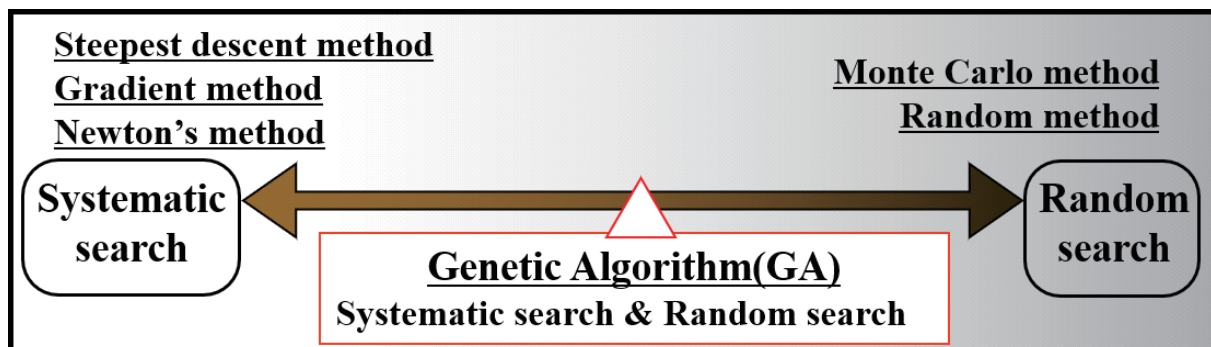 Steepest descent method
Gradient method
Newton’s method
Monte Carlo method
Random method
Systematic
search
Random
search
Genetic Algorithm(GA)
Systematic search & Random search